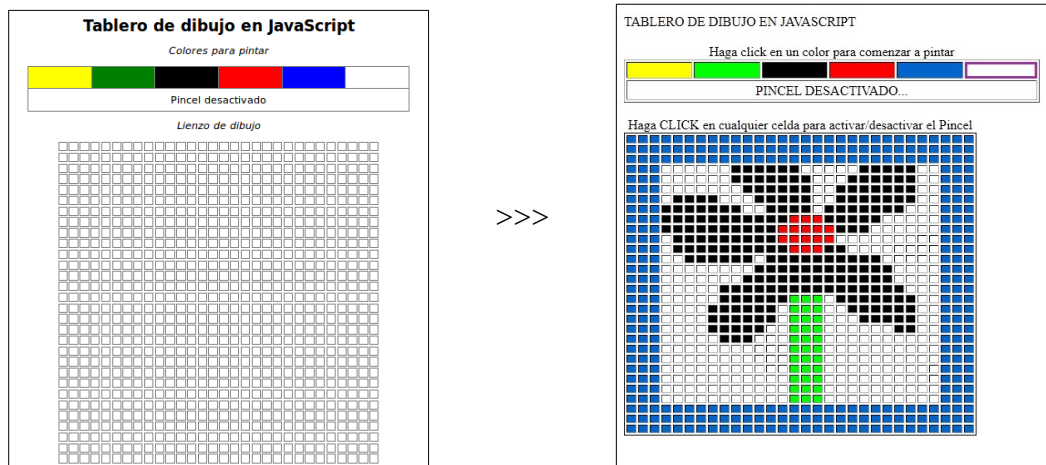 Tablero de dibujo en JavaScript
Colores para pintar
Pincel desactivado
Lienzo de dibujo
>>>
TABLERO DE DIBUJO EN JAVASCRIPT
Haga click en un color para comenzar a pintar
PINCEL DESACTIVADO...
Haga CLICK en cualquier celda para activar/desactivar el Pincel